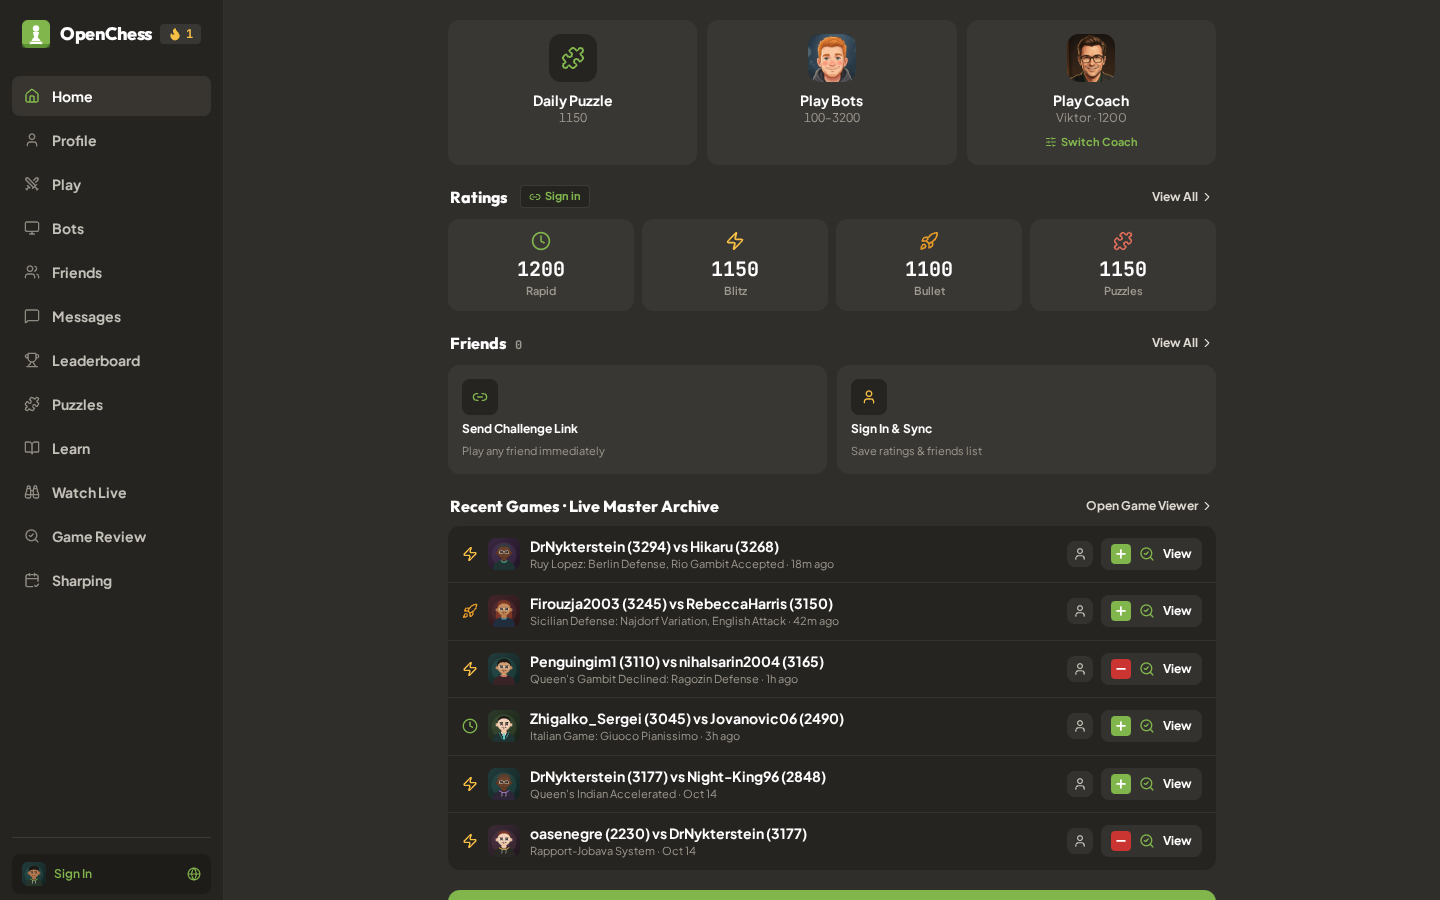 OpenChess 1
Home
Profile
Play
Bots
Friends
Messages
Leaderboard
Puzzles
Learn
Watch Live
Game Review
Sharping
Sign In
Daily Puzzle
1150
Play Bots
100–3200
Play Coach
Viktor · 1200
Switch Coach
Ratings Sign in View All
1200
Rapid
1150
Blitz
1100
Bullet
1150
Puzzles
Friends 0 View All
Send Challenge Link
Play any friend immediately
Sign In & Sync
Save ratings & friends list
Recent Games · Live Master Archive Open Game Viewer
DrNykterstein (3294) vs Hikaru (3268)
Ruy Lopez: Berlin Defense, Rio Gambit Accepted · 18m ago
View
Firouzja2003 (3245) vs RebeccaHarris (3150)
Sicilian Defense: Najdorf Variation, English Attack · 42m ago
View
Penguingim1 (3110) vs nihalsarin2004 (3165)
Queen's Gambit Declined: Ragozin Defense · 1h ago
View
Zhigalko_Sergei (3045) vs Jovanovic06 (2490)
Italian Game: Giuoco Pianissimo · 3h ago
View
DrNykterstein (3177) vs Night-King96 (2848)
Queen's Indian Accelerated · Oct 14
View
oasenegre (2230) vs DrNykterstein (3177)
Rapport-Jobava System · Oct 14
View